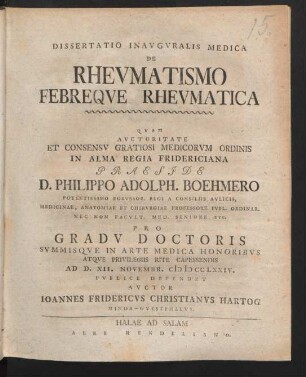 15.
DISSERTATIO INAVGVRALIS MEDICA
DE
RHEVMATISMO
FEBREQVE RHEVMATICA
QVAM
AVCTORITATE
ET CONSENSV GRATIOSI MEDICORVM ORDINIS
IN ALMA REGIA FRIDERICIANA
PRAESIDE
D. PHILIPPO ADOLPH. BOEHMERO
POTENTISSIMO BORVSSOR. REGI A CONSILIIS AVLICIS,
MEDICINAE, ANATOMIAE ET CHIRVRGIAE PROFESSORE PVBL. ORDINAR.
NEC NON FACVLT. MED. SENIORE ETC.
PRO
GRADV DOCTORIS
SVMMISQVE IN ARTE MEDICA HONORIBVS
ATQVE PRIVILEGIIS RITE CAPESSENDIS
AD D. XII. NOVEMBR. CIƆIƆCCLXXIV.
PVBLICE DEFENDET
AVCTOR
IOANNES FRIDERICVS CHRISTIANVS HARTOG
MINDA-GVESTPHALVS.
HALAE AD SALAM
AERE HENDELIANO.